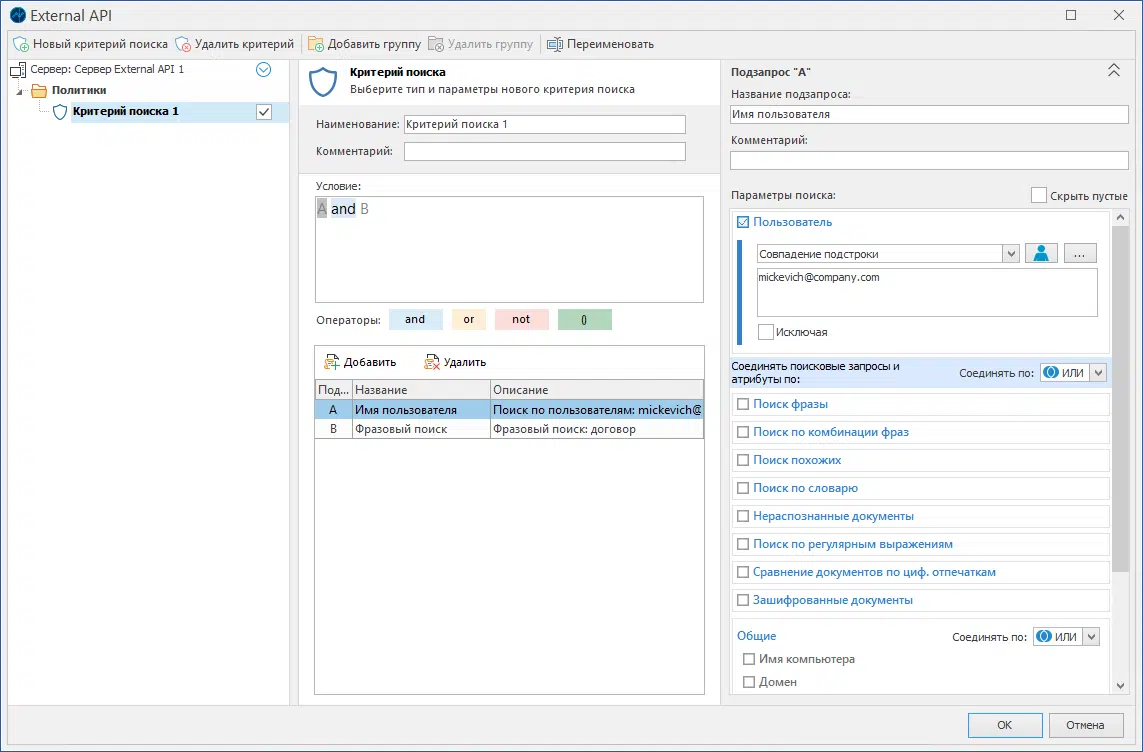 External API
Новый критерий поиска Удалить критерий Добавить группу Удалить группу Переименовать
Сервер: Сервер External API 1
Политики
Критерий поиска 1
Критерий поиска
Выберите тип и параметры нового критерия поиска
Наименование: Критерий поиска 1
Комментарий:
Условие:
A and B
Операторы: and or not ()
Добавить Удалить
Под... Название Описание
A Имя пользователя Поиск по пользователям: mickevich@
B Фразовый поиск Фразовый поиск: договор
Подзапрос "A"
Название подзапроса:
Имя пользователя
Комментарий:
Параметры поиска: Скрыть пустые
Пользователь
Совпадение подстроки ...
mickevich@company.com
Исключая
Соединять поисковые запросы и
атрибуты по:
Соединять по: ИЛИ
Поиск фразы
Поиск по комбинации фраз
Поиск похожих
Поиск по словарю
Нераспознанные документы
Поиск по регулярным выражениям
Сравнение документов по циф. отпечаткам
Зашифрованные документы
Общие Соединять по: ИЛИ
Имя компьютера
Домен
OK Отмена